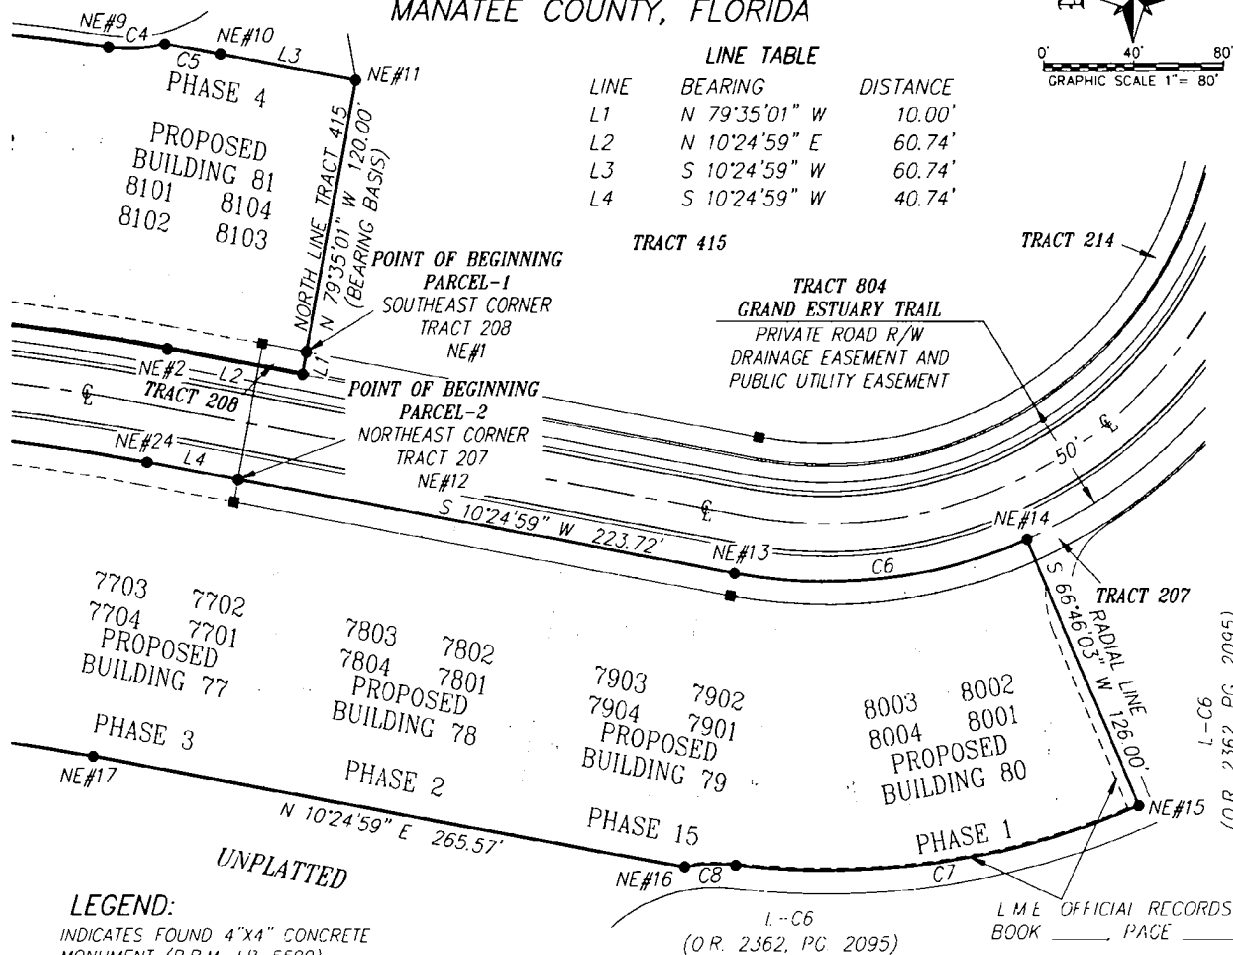 MANATEE COUNTY, FLORIDA
0' 40' 80'
GRAPHIC SCALE 1"= 80'
LINE TABLE
LINE BEARING DISTANCE
L1 N 79°35'01" W 10.00'
L2 N 10°24'59" E 60.74'
L3 S 10°24'59" W 60.74'
L4 S 10°24'59" W 40.74'
NE#9
C4
C5
NE#10
L3
NE#11
PHASE 4
PROPOSED
BUILDING 81
8101 8104
8102 8103
NORTH LINE TRACT 415
N 79°35'01" W 120.00'
(BEARING BASIS)
TRACT 415
TRACT 214
POINT OF BEGINNING
PARCEL-1
SOUTHEAST CORNER
TRACT 208
NE#1
TRACT 804
GRAND ESTUARY TRAIL
PRIVATE ROAD R/W
DRAINAGE EASEMENT AND
PUBLIC UTILITY EASEMENT
NE#2
L2
L1
TRACT 208
POINT OF BEGINNING
PARCEL-2
NORTHEAST CORNER
TRACT 207
NE#12
℄
NE#24
L4
50'
℄
℄
S 10°24'59" W 223.72'
NE#13
C6
NE#14
TRACT 207
RADIAL LINE
S 66°46'03" W 126.00'
L-C6
(O.R. 2362 PG. 2095)
7703 7702
7704 7701
PROPOSED
BUILDING 77
PHASE 3
7803 7802
7804 7801
PROPOSED
BUILDING 78
PHASE 2
7903 7902
7904 7901
PROPOSED
BUILDING 79
PHASE 15
8003 8002
8004 8001
PROPOSED
BUILDING 80
PHASE 1
NE#15
NE#17
N 10°24'59" E 265.57'
NE#16
C8
C7
UNPLATTED
L-C6
(O.R. 2362, PG. 2095)
L.M.E. OFFICIAL RECORDS
BOOK ______, PAGE _____
LEGEND:
INDICATES FOUND 4"X4" CONCRETE